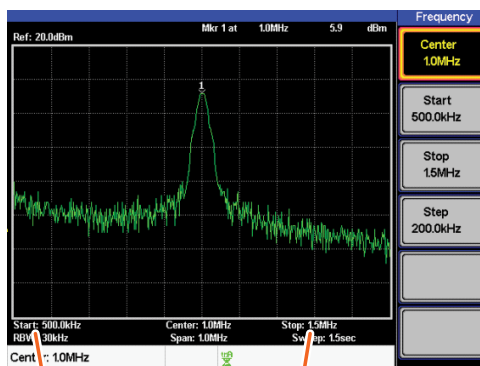 Frequency
Mkr 1 at 1.0MHz 5.9 dBm
Ref: 20.0dBm
Center
1.0MHz
1
Start
500.0kHz
Stop
1.5MHz
Step
200.0kHz
Start: 500.0kHz Center: 1.0MHz Stop: 1.5MHz
RBW: 30kHz Span: 1.0MHz Sweep: 1.5sec
Center: 1.0MHz